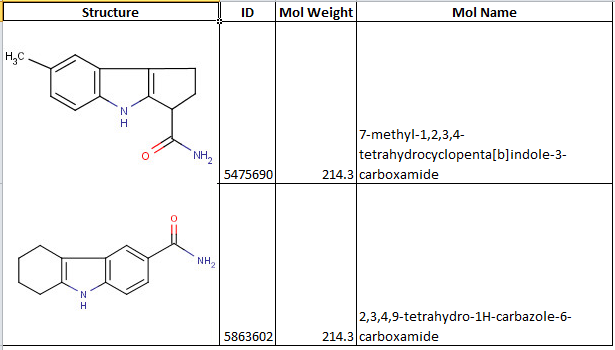 Structure ID Mol Weight Mol Name
H3C
N
H
O
NH2
5475690 214.3 7-methyl-1,2,3,4-
tetrahydrocyclopenta[b]indole-3-
carboxamide
O
NH2
N
H
5863602 214.3 2,3,4,9-tetrahydro-1H-carbazole-6-
carboxamide